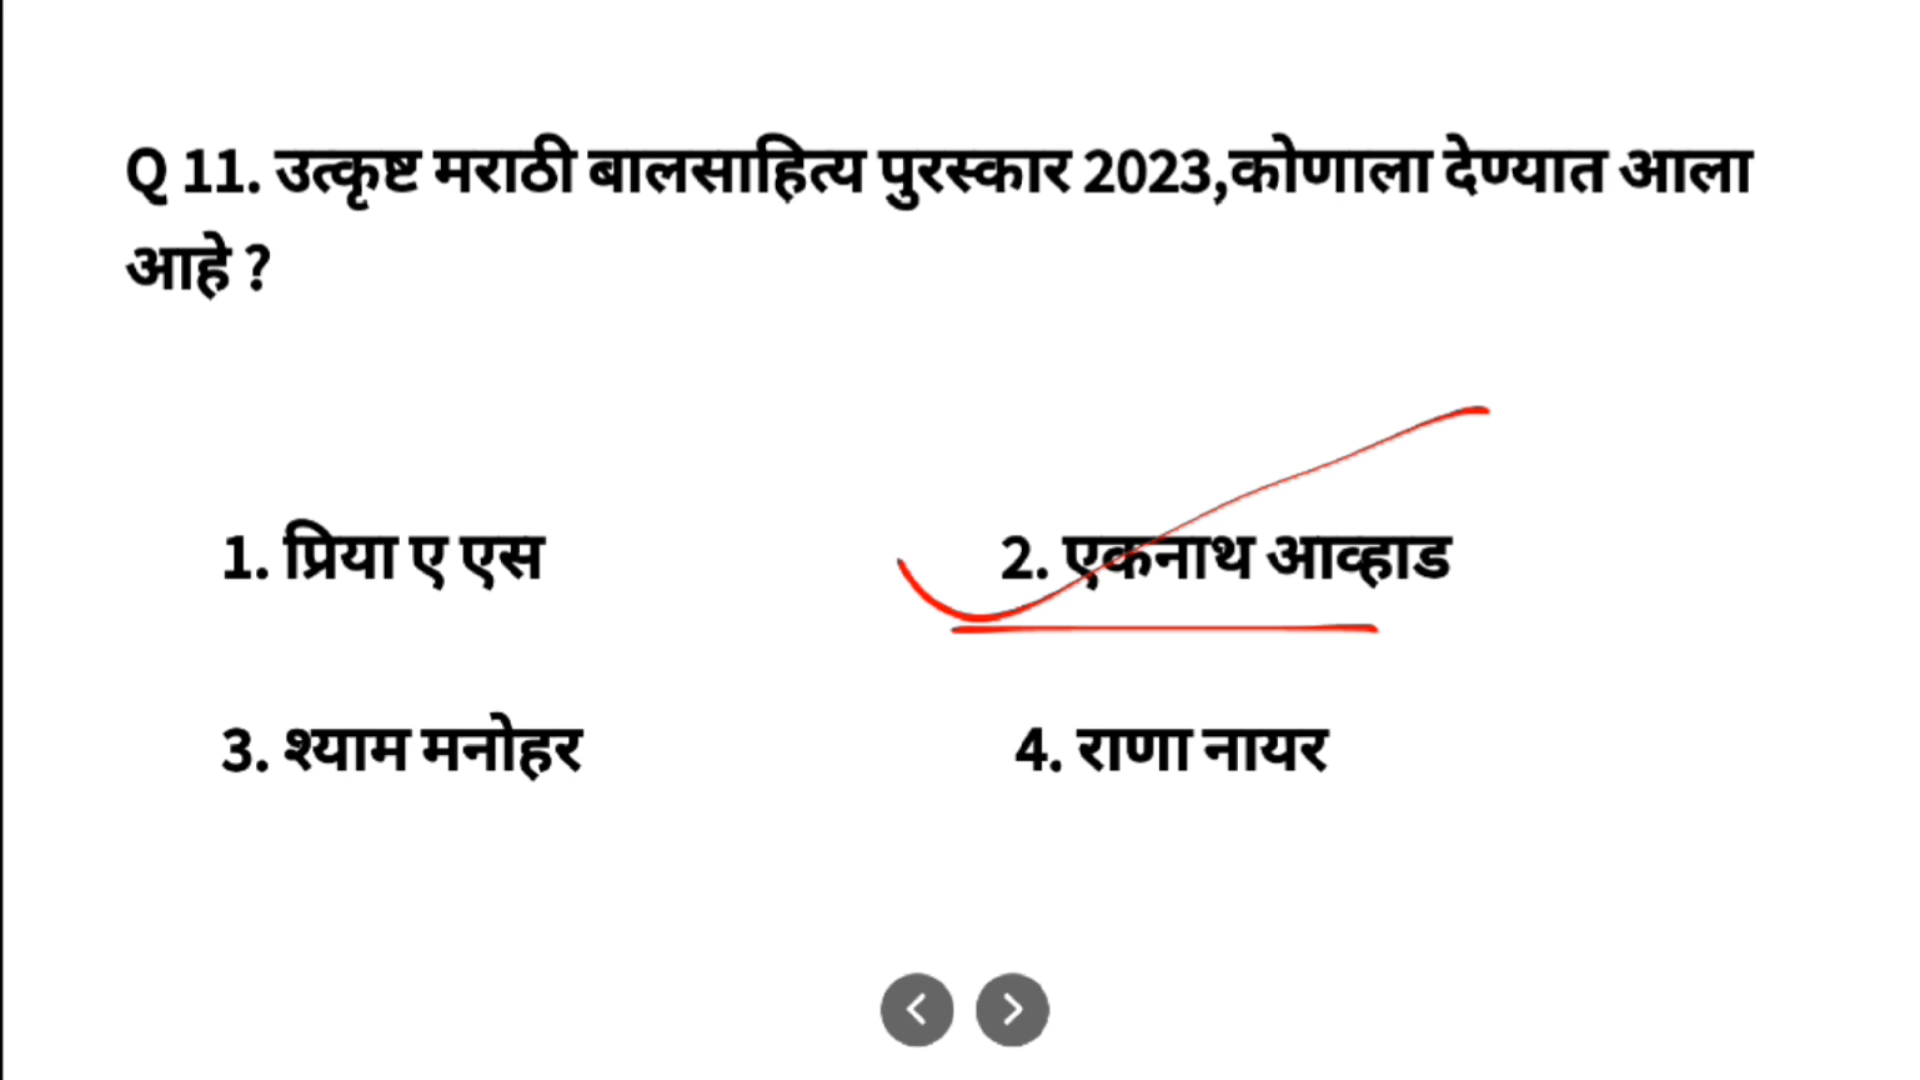 Q 11. उत्कृष्ट मराठी बालसाहित्य पुरस्कार 2023,कोणाला देण्यात आला
आहे ?
1. प्रिया ए एस
2. एकनाथ आव्हाड
3. श्याम मनोहर
4. राणा नायर